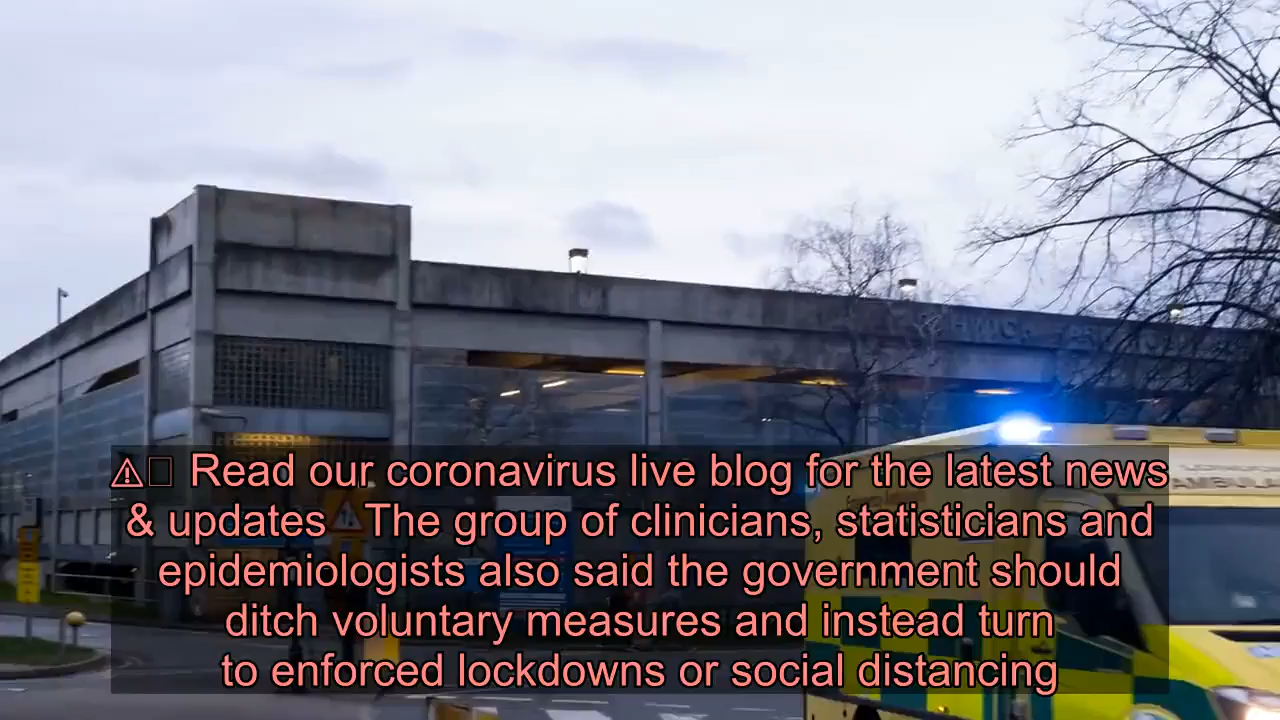 ⚠️ Read our coronavirus live blog for the latest news
& updates The group of clinicians, statisticians and
epidemiologists also said the government should
ditch voluntary measures and instead turn
to enforced lockdowns or social distancing